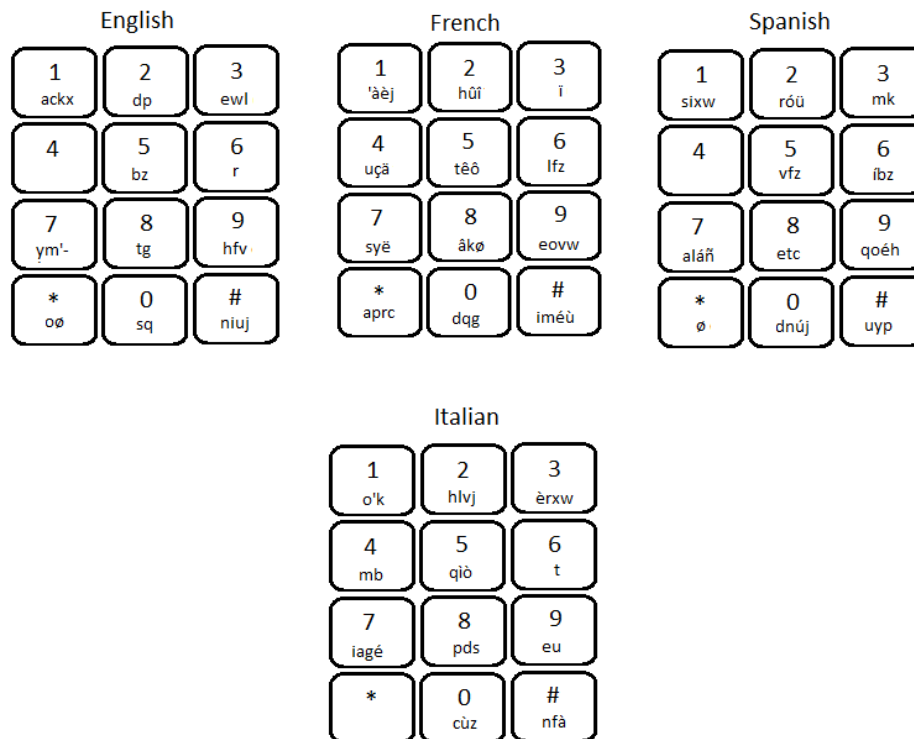 English
French
Spanish
1 2 3
ackx dp ewl
4 5 6
bz r
7 8 9
ym'- tg hfv
* 0 #
oø sq niuj
1 2 3
'àèj hûî ï
4 5 6
uçä têô lfz
7 8 9
syë âkø eovw
* 0 #
aprc dqg iméù
1 2 3
sixw róü mk
4 5 6
vfz íbz
7 8 9
aláñ etc qoéh
* 0 #
ø dnúj uyp
Italian
1 2 3
o'k hlvj èrxw
4 5 6
mb qìò t
7 8 9
iagé pds eu
* 0 #
cùz nfà